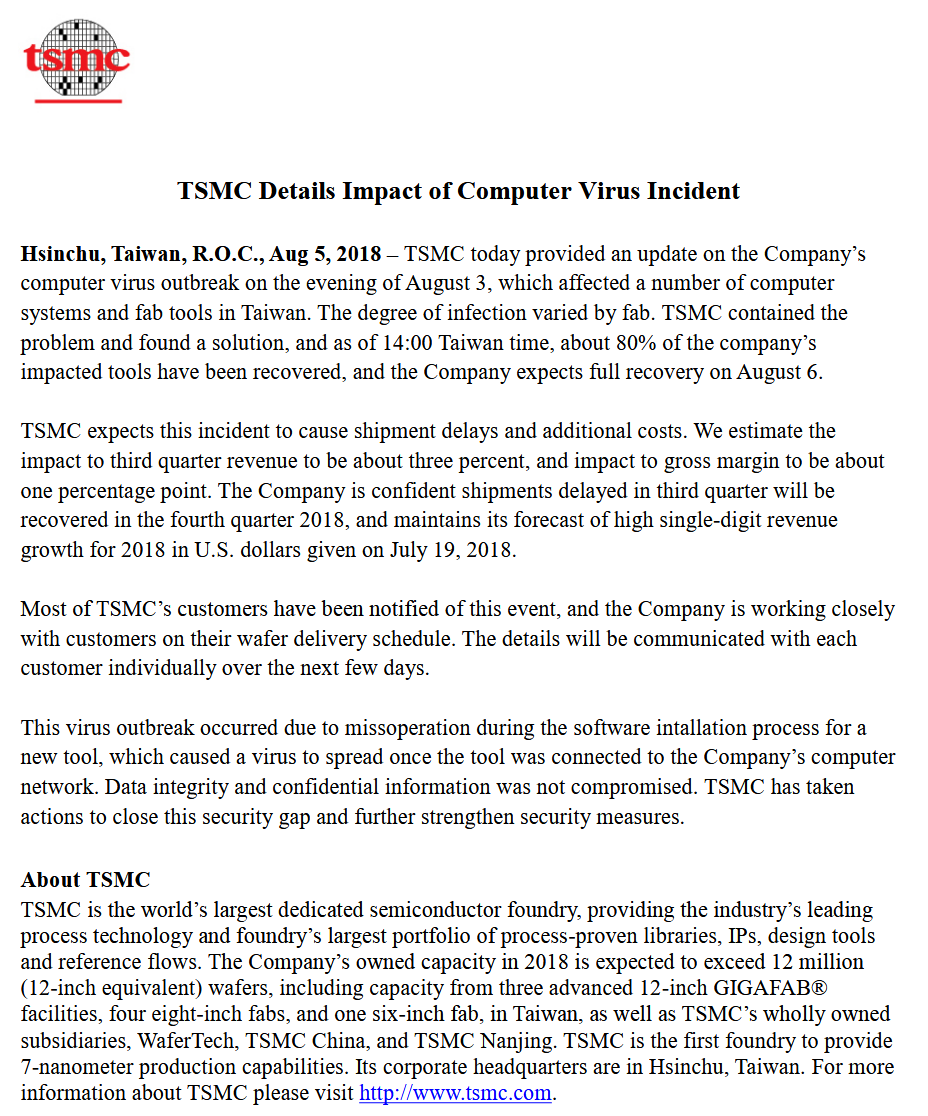 tsmc
TSMC Details Impact of Computer Virus Incident
Hsinchu, Taiwan, R.O.C., Aug 5, 2018 – TSMC today provided an update on the Company’s
computer virus outbreak on the evening of August 3, which affected a number of computer
systems and fab tools in Taiwan. The degree of infection varied by fab. TSMC contained the
problem and found a solution, and as of 14:00 Taiwan time, about 80% of the company’s
impacted tools have been recovered, and the Company expects full recovery on August 6.
TSMC expects this incident to cause shipment delays and additional costs. We estimate the
impact to third quarter revenue to be about three percent, and impact to gross margin to be about
one percentage point. The Company is confident shipments delayed in third quarter will be
recovered in the fourth quarter 2018, and maintains its forecast of high single-digit revenue
growth for 2018 in U.S. dollars given on July 19, 2018.
Most of TSMC’s customers have been notified of this event, and the Company is working closely
with customers on their wafer delivery schedule. The details will be communicated with each
customer individually over the next few days.
This virus outbreak occurred due to missoperation during the software intallation process for a
new tool, which caused a virus to spread once the tool was connected to the Company’s computer
network. Data integrity and confidential information was not compromised. TSMC has taken
actions to close this security gap and further strengthen security measures.
About TSMC
TSMC is the world’s largest dedicated semiconductor foundry, providing the industry’s leading
process technology and foundry’s largest portfolio of process-proven libraries, IPs, design tools
and reference flows. The Company’s owned capacity in 2018 is expected to exceed 12 million
(12-inch equivalent) wafers, including capacity from three advanced 12-inch GIGAFAB®
facilities, four eight-inch fabs, and one six-inch fab, in Taiwan, as well as TSMC’s wholly owned
subsidiaries, WaferTech, TSMC China, and TSMC Nanjing. TSMC is the first foundry to provide
7-nanometer production capabilities. Its corporate headquarters are in Hsinchu, Taiwan. For more
information about TSMC please visit http://www.tsmc.com.